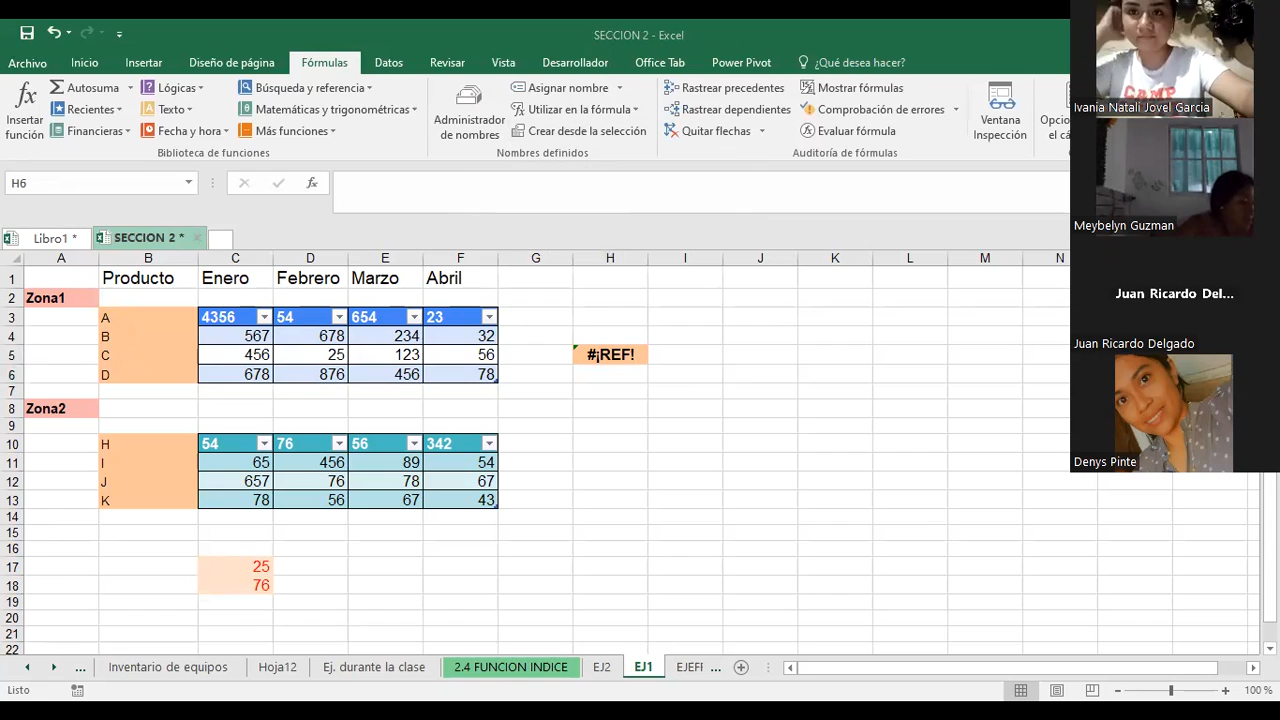 SECCION 2 - Excel
Archivo Inicio Insertar Diseño de página Fórmulas Datos Revisar Vista Desarrollador Office Tab Power Pivot ¿Qué desea hacer?
Insertar función
Autosuma
Recientes
Financieras
Lógicas
Texto
Fecha y hora
Búsqueda y referencia
Matemáticas y trigonométricas
Más funciones
Biblioteca de funciones
Administrador de nombres
Asignar nombre
Utilizar en la fórmula
Crear desde la selección
Nombres definidos
Rastrear precedentes
Rastrear dependientes
Quitar flechas
Mostrar fórmulas
Comprobación de errores
Evaluar fórmula
Auditoría de fórmulas
Ventana Inspección
Opcio
el cá
H6 fx
Libro1 * SECCION 2 *
A B C D E F G H I J K L M N
1 Producto Enero Febrero Marzo Abril
2 Zona1
3 A 4356 54 654 23
4 B 567 678 234 32
5 C 456 25 123 56 #¡REF!
6 D 678 876 456 78
7
8 Zona2
9
10 H 54 76 56 342
11 I 65 456 89 54
12 J 657 76 78 67
13 K 78 56 67 43
14
15
16
17 25
18 76
19
20
21
22
... Inventario de equipos Hoja12 Ej. durante la clase 2.4 FUNCION INDICE EJ2 EJ1 EJEFI ...
Listo 100 %
CAMP
Ivania Natali Jovel Garcia
Meybelyn Guzman
Juan Ricardo Del...
Juan Ricardo Delgado
Denys Pinte